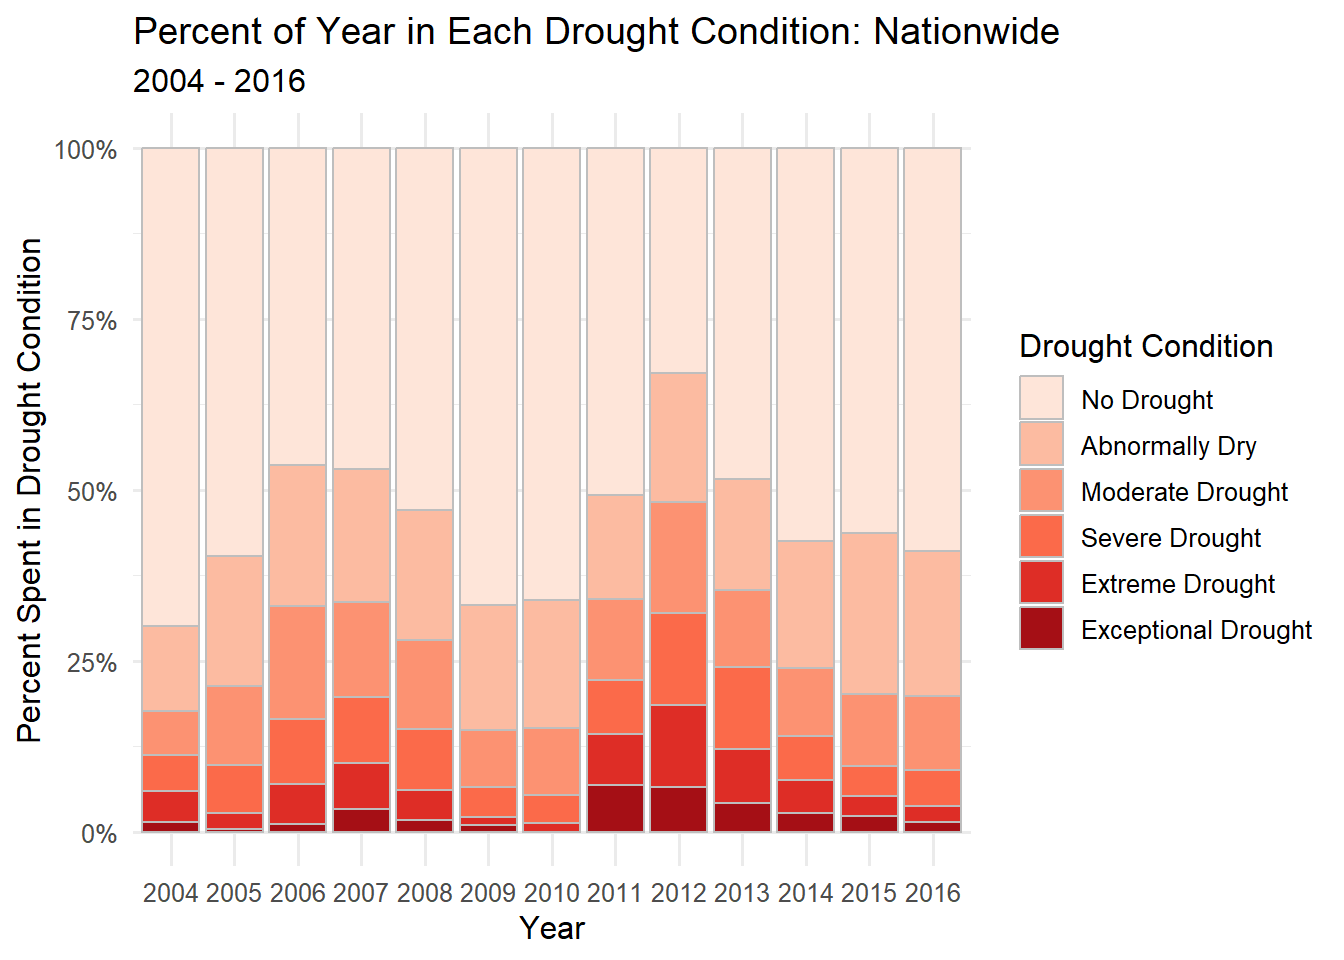 Percent of Year in Each Drought Condition: Nationwide
2004 - 2016
Percent Spent in Drought Condition
100%
75%
50%
25%
0%
2004 2005 2006 2007 2008 2009 2010 2011 2012 2013 2014 2015 2016
Year
Drought Condition
No Drought
Abnormally Dry
Moderate Drought
Severe Drought
Extreme Drought
Exceptional Drought